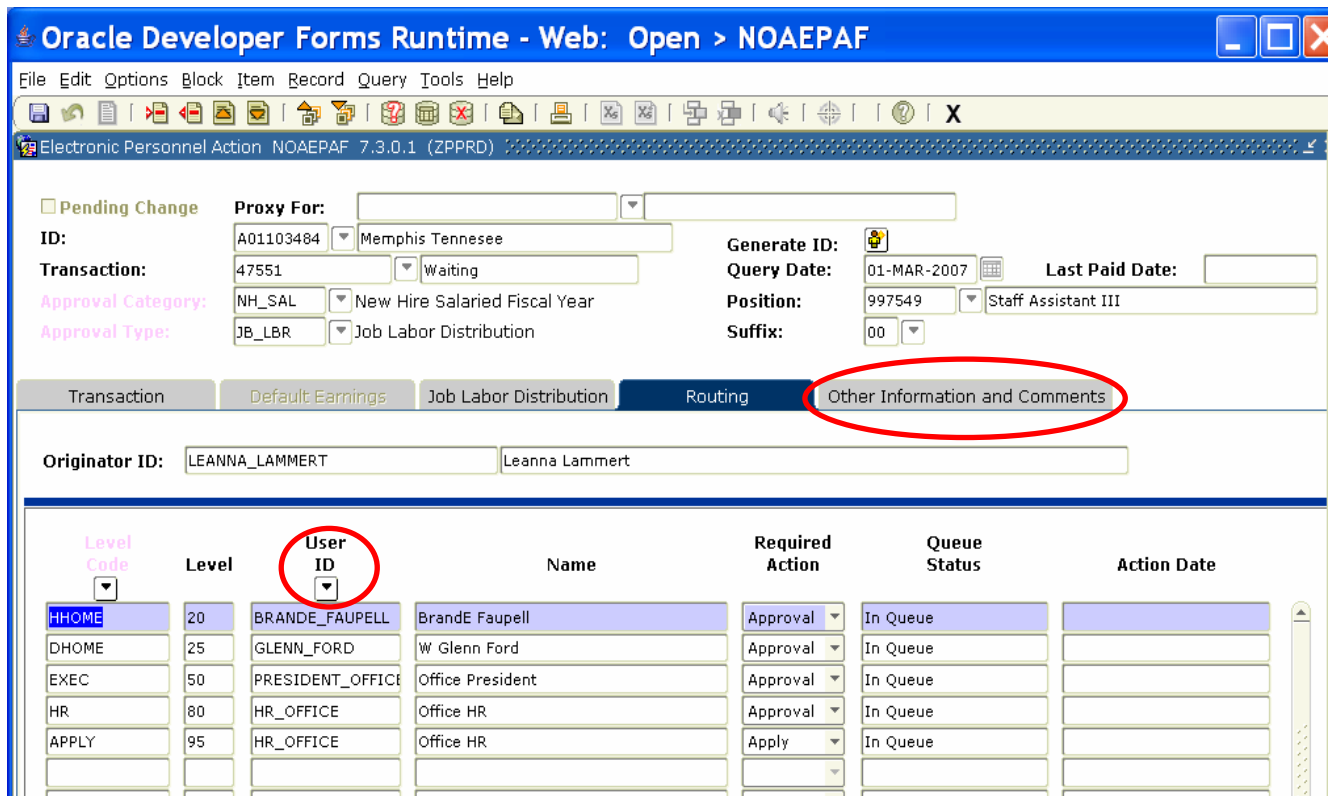 Oracle Developer Forms Runtime - Web: Open > NOAEPAF
File Edit Options Block Item Record Query Tools Help
X
Electronic Personnel Action NOAEPAF 7.3.0.1 (ZPPRD)
Pending Change Proxy For:
ID: A01103484 Memphis Tennesee Generate ID:
Transaction: 47551 Waiting Query Date: 01-MAR-2007 Last Paid Date:
Approval Category: NH_SAL New Hire Salaried Fiscal Year Position: 997549 Staff Assistant III
Approval Type: JB_LBR Job Labor Distribution Suffix: 00
Transaction Default Earnings Job Labor Distribution Routing Other Information and Comments
Originator ID: LEANNA_LAMMERT Leanna Lammert
Level Code Level User ID Name Required Action Queue Status Action Date
HHOME 20 BRANDE_FAUPELL BrandE Faupell Approval In Queue
DHOME 25 GLENN_FORD W Glenn Ford Approval In Queue
EXEC 50 PRESIDENT_OFFICE Office President Approval In Queue
HR 80 HR_OFFICE Office HR Approval In Queue
APPLY 95 HR_OFFICE Office HR Apply In Queue